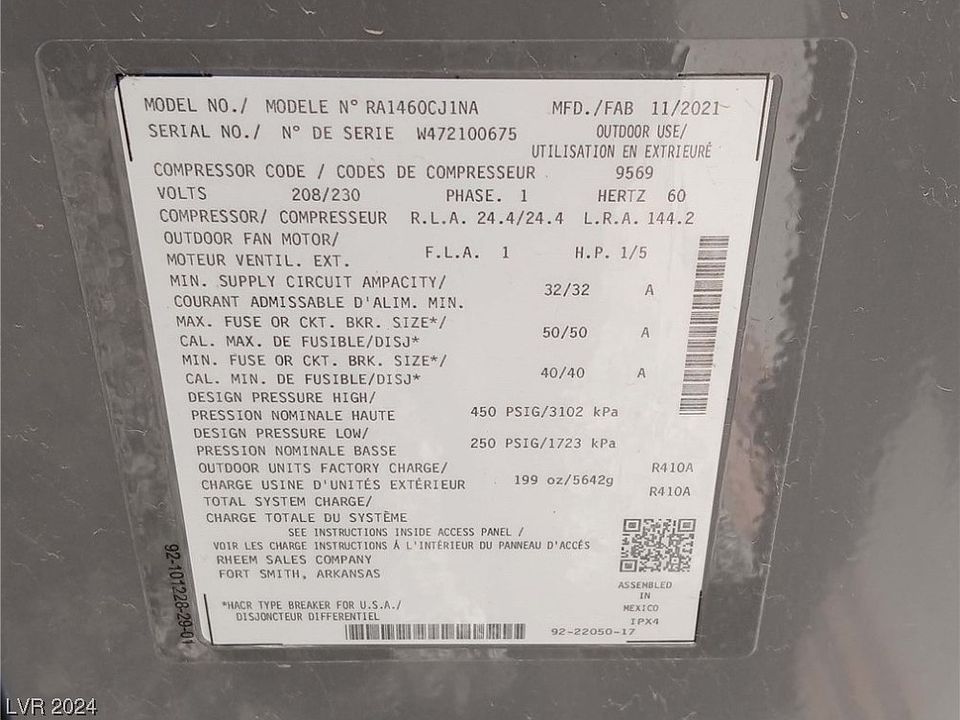 MODEL NO./ MODELE N° RA1460CJ1NA MFD./FAB 11/2021
SERIAL NO./ N° DE SERIE W472100675 OUTDOOR USE/
UTILISATION EN EXTRIEURÉ
COMPRESSOR CODE / CODES DE COMPRESSEUR 9569
VOLTS 208/230 PHASE. 1 HERTZ 60
COMPRESSOR/ COMPRESSEUR R.L.A. 24.4/24.4 L.R.A. 144.2
OUTDOOR FAN MOTOR/
MOTEUR VENTIL. EXT. F.L.A. 1 H.P. 1/5
MIN. SUPPLY CIRCUIT AMPACITY/
COURANT ADMISSABLE D'ALIM. MIN. 32/32 A
MAX. FUSE OR CKT. BKR. SIZE*/
CAL. MAX. DE FUSIBLE/DISJ* 50/50 A
MIN. FUSE OR CKT. BRK. SIZE*/
CAL. MIN. DE FUSIBLE/DISJ* 40/40 A
DESIGN PRESSURE HIGH/
PRESSION NOMINALE HAUTE 450 PSIG/3102 kPa
DESIGN PRESSURE LOW/
PRESSION NOMINALE BASSE 250 PSIG/1723 kPa
OUTDOOR UNITS FACTORY CHARGE/ R410A
CHARGE USINE D'UNITÉS EXTÉRIEUR 199 oz/5642g
TOTAL SYSTEM CHARGE/ R410A
CHARGE TOTALE DU SYSTÈME
SEE INSTRUCTIONS INSIDE ACCESS PANEL /
VOIR LES CHARGE INSTRUCTIONS Á L'INTÉRIEUR DU PANNEAU D'ACCÉS
RHEEM SALES COMPANY
FORT SMITH, ARKANSAS
ASSEMBLED
IN
MEXICO
IPX4
*HACR TYPE BREAKER FOR U.S.A./
DISJONCTEUR DIFFERENTIEL
92-22050-17
92-101228-29-01
LVR 2024